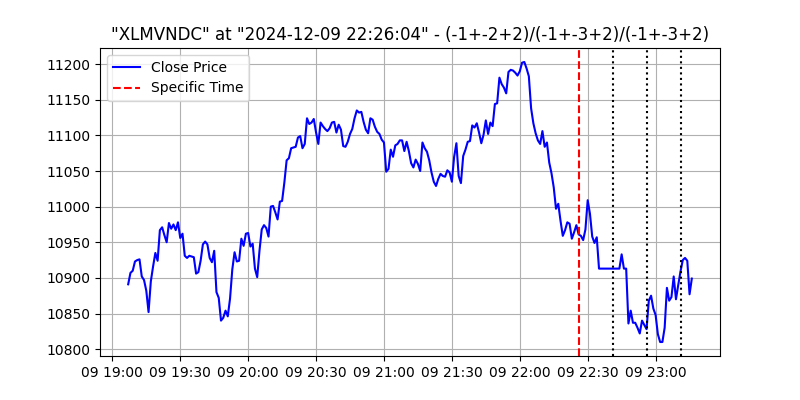 "XLMVNDC" at "2024-12-09 22:26:04" - (-1+-2+2)/(-1+-3+2)/(-1+-3+2)
Close Price
Specific Time
11200
11150
11100
11050
11000
10950
10900
10850
10800
09 19:00 09 19:30 09 20:00 09 20:30 09 21:00 09 21:30 09 22:00 09 22:30 09 23:00